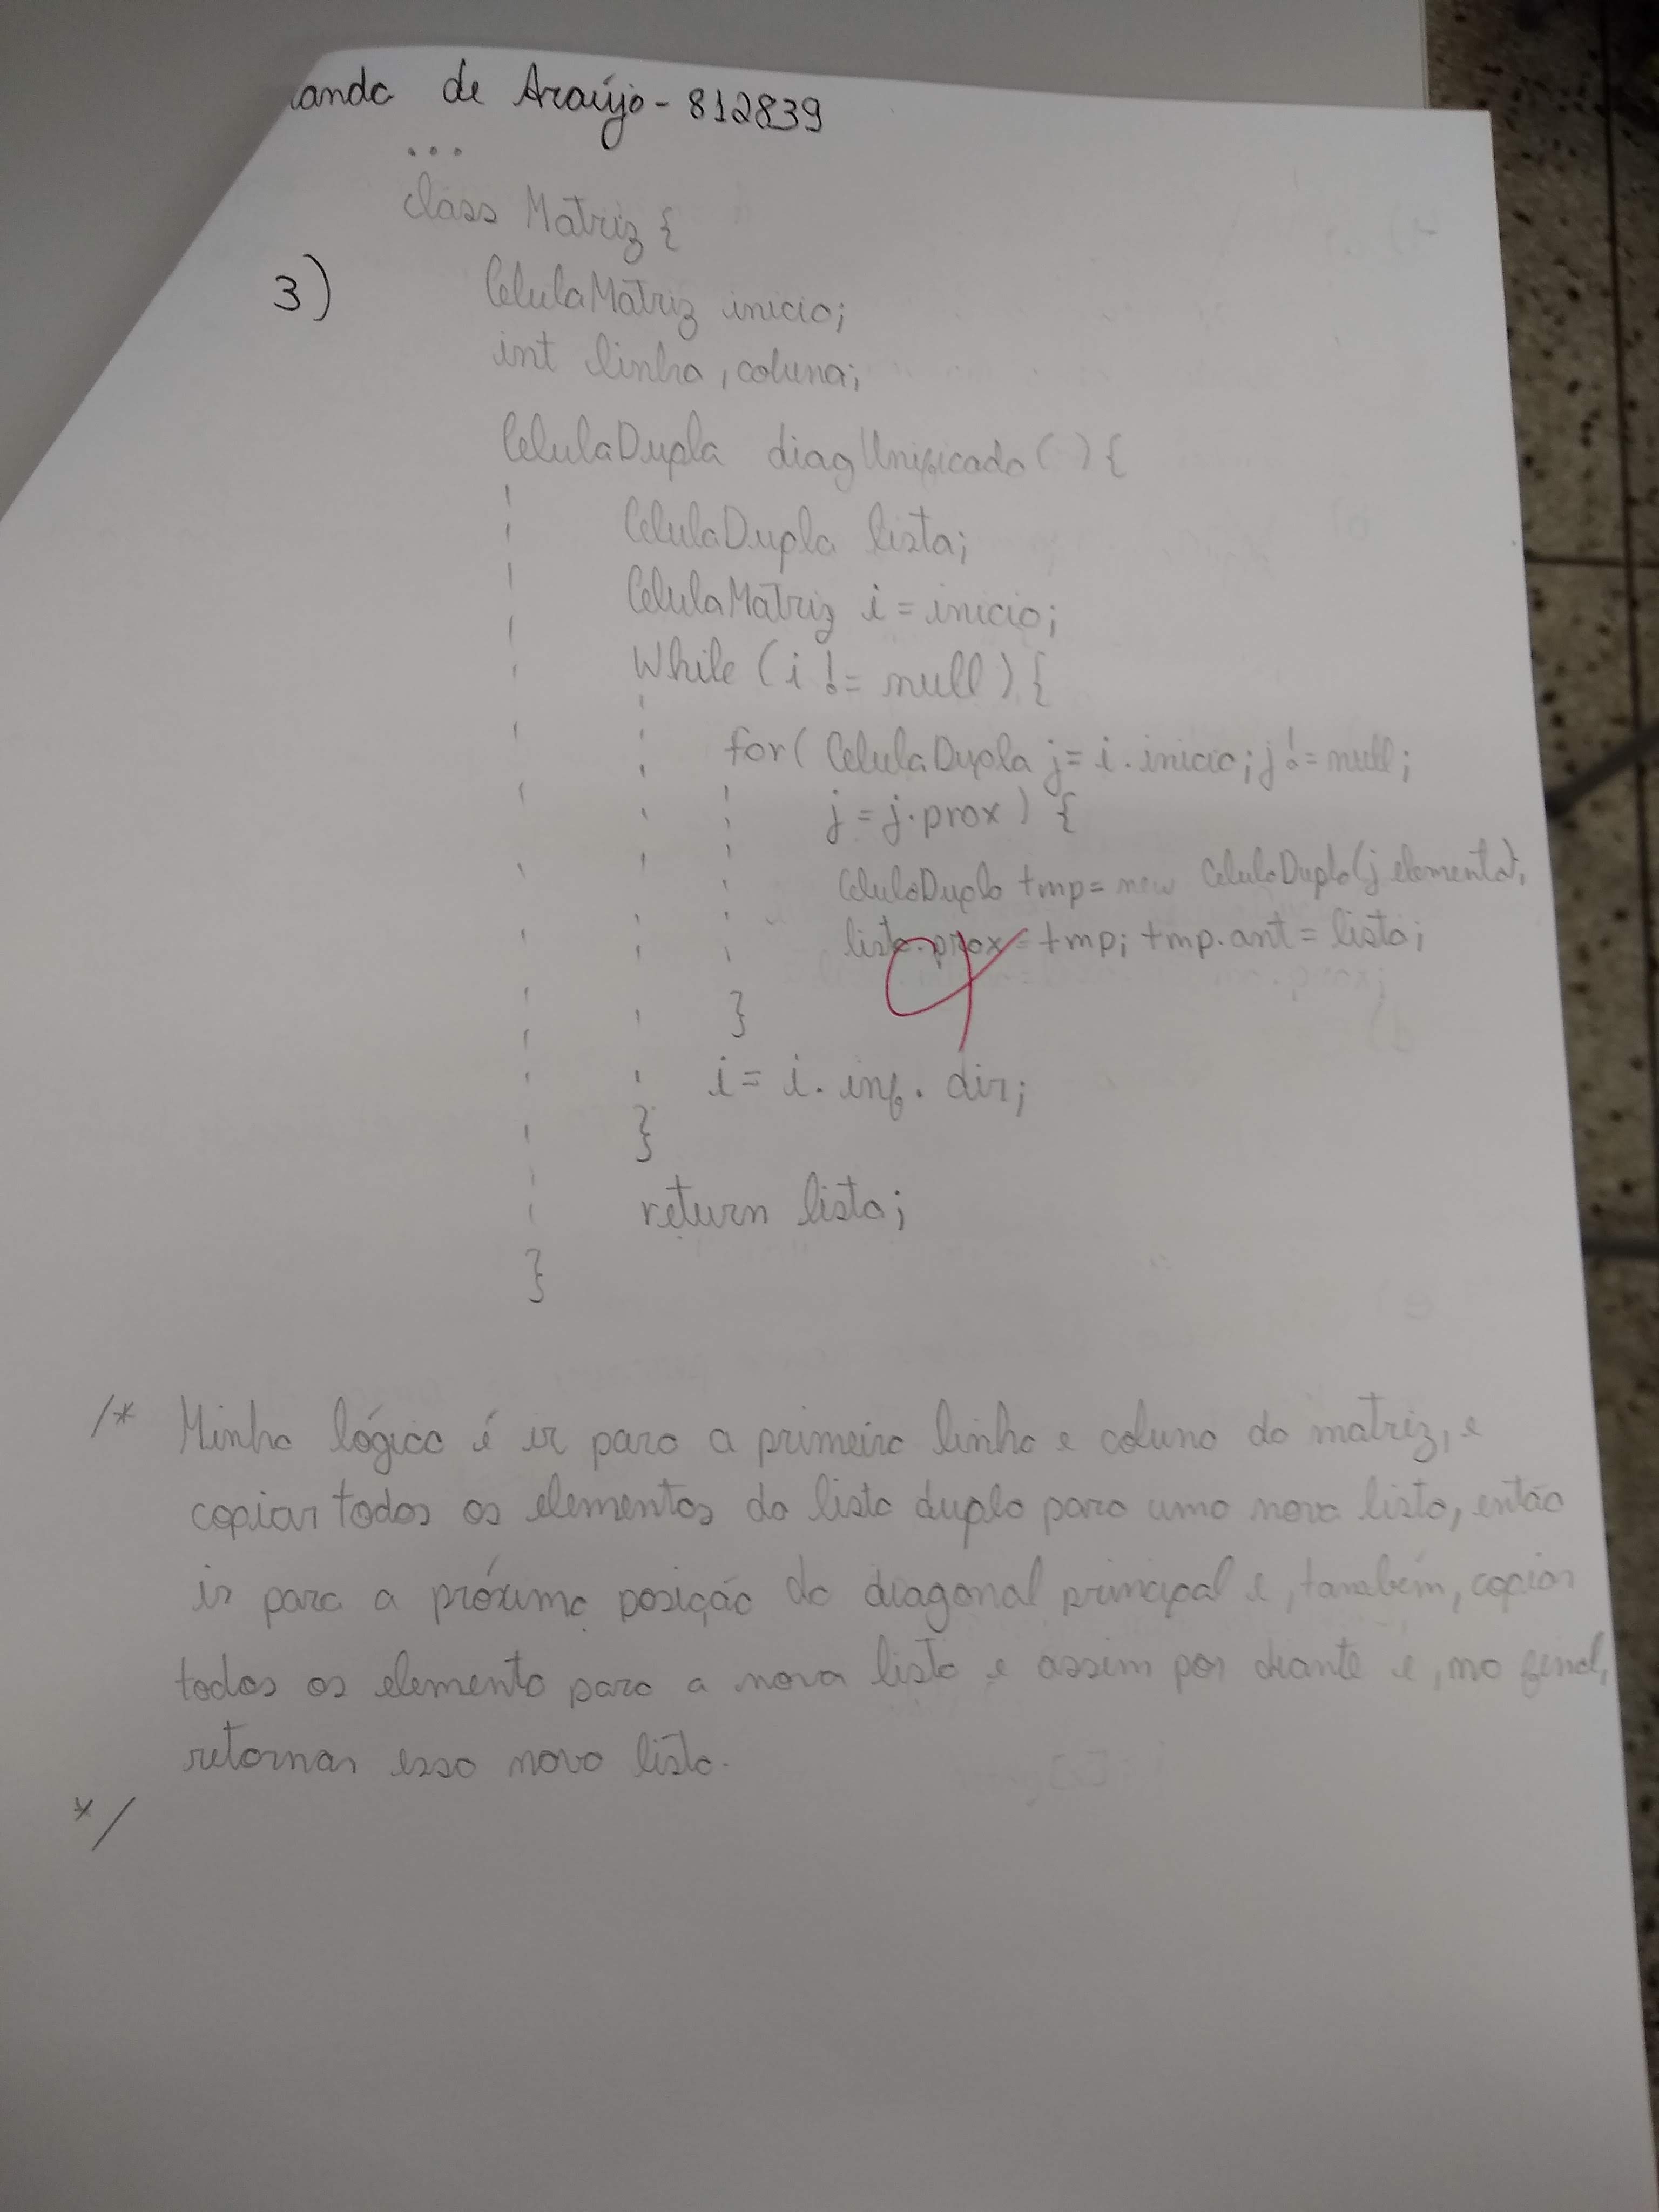 anda de Araújo - 812839
...
class Matriz {
3)
CelulaMatriz inicio;
int linha, coluna;
CelulaDupla diagUnificada () {
CelulaDupla lista;
CelulaMatriz i = inicio;
While (i != null) {
for( CelulaDupla j = i.inicio; j != null;
j = j.prox ) {
CelulaDupla tmp = new CelulaDupla(j.elemento);
lista.prox = tmp; tmp.ant = lista;
}
i = i.inf.dir;
}
return lista;
}
/* Minha lógica é ir para a primeira linha e coluna da matriz, e
copiar todos os elementos da lista dupla para uma nova lista, então
ir para a próxima posição da diagonal principal e, também, copiar
todos os elemento para a nova lista e assim por diante e, no final,
retornar essa nova lista.
*/